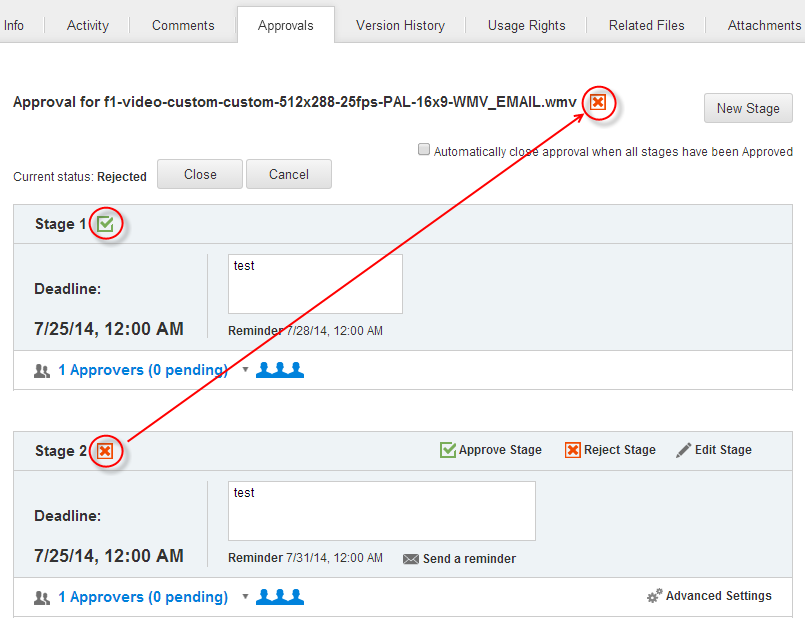 Info Activity Comments Approvals Version History Usage Rights Related Files Attachments
Approval for f1-video-custom-custom-512x288-25fps-PAL-16x9-WMV_EMAIL.wmv
New Stage
Automatically close approval when all stages have been Approved
Current status: Rejected Close Cancel
Stage 1
test
Deadline:
7/25/14, 12:00 AM
Reminder 7/28/14, 12:00 AM
1 Approvers (0 pending)
Stage 2 Approve Stage Reject Stage Edit Stage
test
Deadline:
7/25/14, 12:00 AM
Reminder 7/31/14, 12:00 AM Send a reminder
1 Approvers (0 pending) Advanced Settings